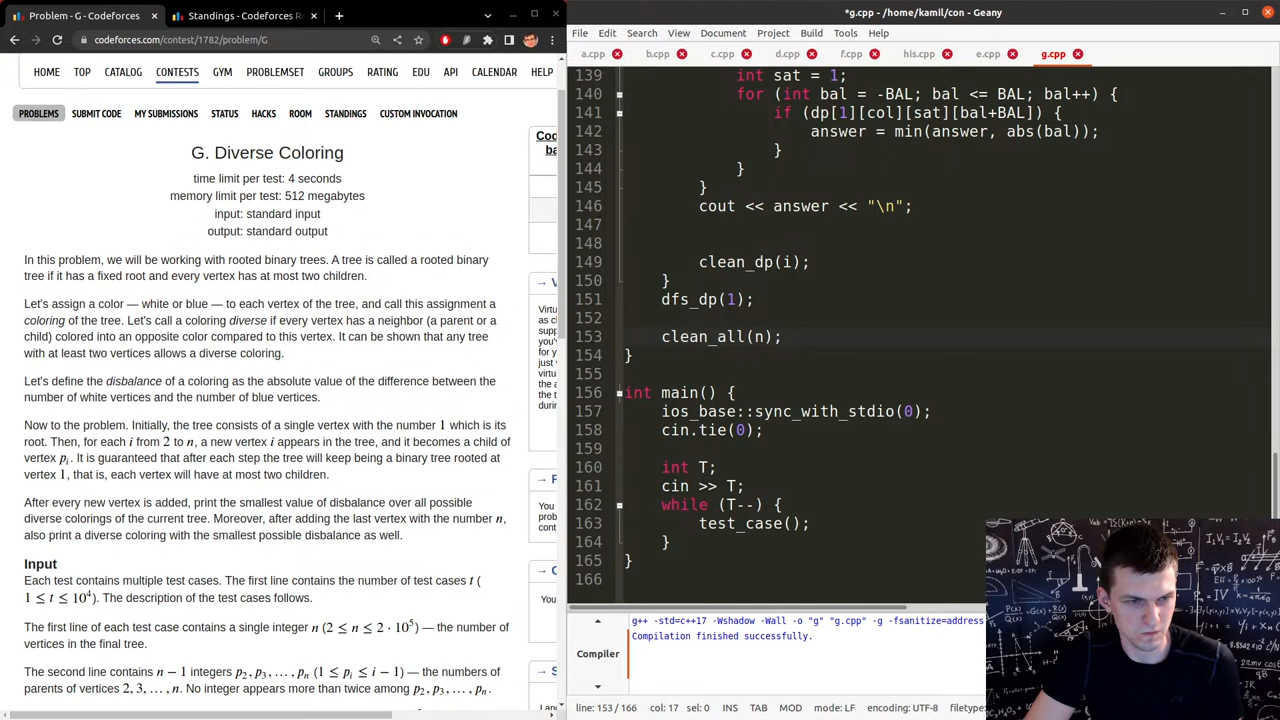 Problem - G - Codeforces
Standings - Codeforces Ro
*g.cpp - /home/kamil/con - Geany
codeforces.com/contest/1782/problem/G
File Edit Search View Document Project Build Tools Help
a.cpp b.cpp c.cpp d.cpp f.cpp hls.cpp e.cpp g.cpp
HOME TOP CATALOG CONTESTS GYM PROBLEMSET GROUPS RATING EDU API CALENDAR HELP
PROBLEMS SUBMIT CODE MY SUBMISSIONS STATUS HACKS ROOM STANDINGS CUSTOM INVOCATION
G. Diverse Coloring
time limit per test: 4 seconds
memory limit per test: 512 megabytes
input: standard input
output: standard output
In this problem, we will be working with rooted binary trees. A tree is called a rooted binary
tree if it has a fixed root and every vertex has at most two children.
Let's assign a color — white or blue — to each vertex of the tree, and call this assignment a
coloring of the tree. Let's call a coloring diverse if every vertex has a neighbor (a parent or a
child) colored into an opposite color compared to this vertex. It can be shown that any tree
with at least two vertices allows a diverse coloring.
Let's define the disbalance of a coloring as the absolute value of the difference between the
number of white vertices and the number of blue vertices.
Now to the problem. Initially, the tree consists of a single vertex with the number 1 which is its
root. Then, for each i from 2 to n, a new vertex i appears in the tree, and it becomes a child of
vertex p_i. It is guaranteed that after each step the tree will keep being a binary tree rooted at
vertex 1, that is, each vertex will have at most two children.
After every new vertex is added, print the smallest value of disbalance over all possible
diverse colorings of the current tree. Moreover, after adding the last vertex with the number n,
also print a diverse coloring with the smallest possible disbalance as well.
Input
Each test contains multiple test cases. The first line contains the number of test cases t (
1 ≤ t ≤ 10^4). The description of the test cases follows.
The first line of each test case contains a single integer n (2 ≤ n ≤ 2 · 10^5) — the number of
vertices in the final tree.
The second line contains n − 1 integers p_2, p_3, …, p_n (1 ≤ p_i ≤ i − 1) — the numbers of
parents of vertices 2, 3, …, n. No integer appears more than twice among p_2, p_3, …, p_n.
Cod
ba
→ V
Virtu
as cl
supp
for y
just v
virtu
the a
the t
durin
→ P
You
prob
cont
→ C
You
→ S
139 int sat = 1;
140 for (int bal = -BAL; bal <= BAL; bal++) {
141 if (dp[1][col][sat][bal+BAL]) {
142 answer = min(answer, abs(bal));
143 }
144 }
145 }
146 cout << answer << "\n";
147
148
149 clean_dp(i);
150 }
151 dfs_dp(1);
152
153 clean_all(n);
154 }
155
156 int main() {
157 ios_base::sync_with_stdio(0);
158 cin.tie(0);
159
160 int T;
161 cin >> T;
162 while (T--) {
163 test_case();
164 }
165 }
166
g++ -std=c++17 -Wshadow -Wall -o "g" "g.cpp" -g -fsanitize=address
Compilation finished successfully.
Compiler
line: 153 / 166 col: 17 sel: 0 INS TAB MOD mode: LF encoding: UTF-8 filetype: